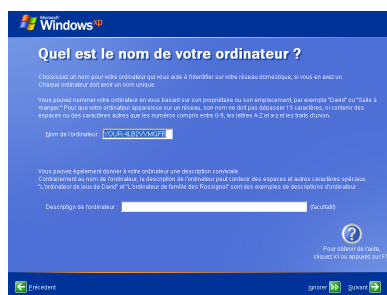 Microsoft
Windows xp
Quel est le nom de votre ordinateur ?
Choisissez un nom pour votre ordinateur qui vous aide à l'identifier sur votre réseau domestique, si vous en avez un.
Chaque ordinateur doit avoir un nom unique.
Vous pouvez nommer votre ordinateur en vous basant sur son propriétaire ou son emplacement, par exemple "David" ou "Salle à
manger." Pour que votre ordinateur apparaisse sur un réseau, son nom ne doit pas dépasser 15 caractères, ni contenir des
espaces ou des caractères autres que les numéros compris entre 0-9, les lettres A-Z et a-z et les traits d'union.
Nom de l'ordinateur : YOUR-4LB2VVMGFB
Vous pouvez également donner à votre ordinateur une description conviviale.
Contrairement au nom de l'ordinateur, la description de l'ordinateur peut contenir des espaces et autres caractères spéciaux.
"L'ordinateur de jeux de David" et "L'ordinateur de famille des Rossignol" sont des exemples de descriptions d'ordinateur.
Description de l'ordinateur : (facultatif)
Pour obtenir de l'aide,
cliquez ici ou appuyez sur F1
Précédent
Ignorer
Suivant